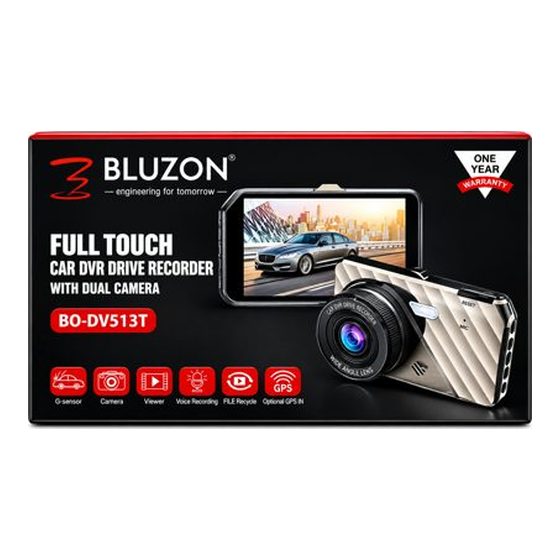 BLUZON®
engineering for tomorrow
ONE
YEAR
WARRANTY
FULL TOUCH
CAR DVR DRIVE RECORDER
WITH DUAL CAMERA
BO-DV513T
CAR DVR DRIVE RECORDER
WIDE ANGLE LENS
RESET
MIC
GPS
G-sensor
Camera
Viewer
Voice Recording
FILE Recycle
Optional GPS IN